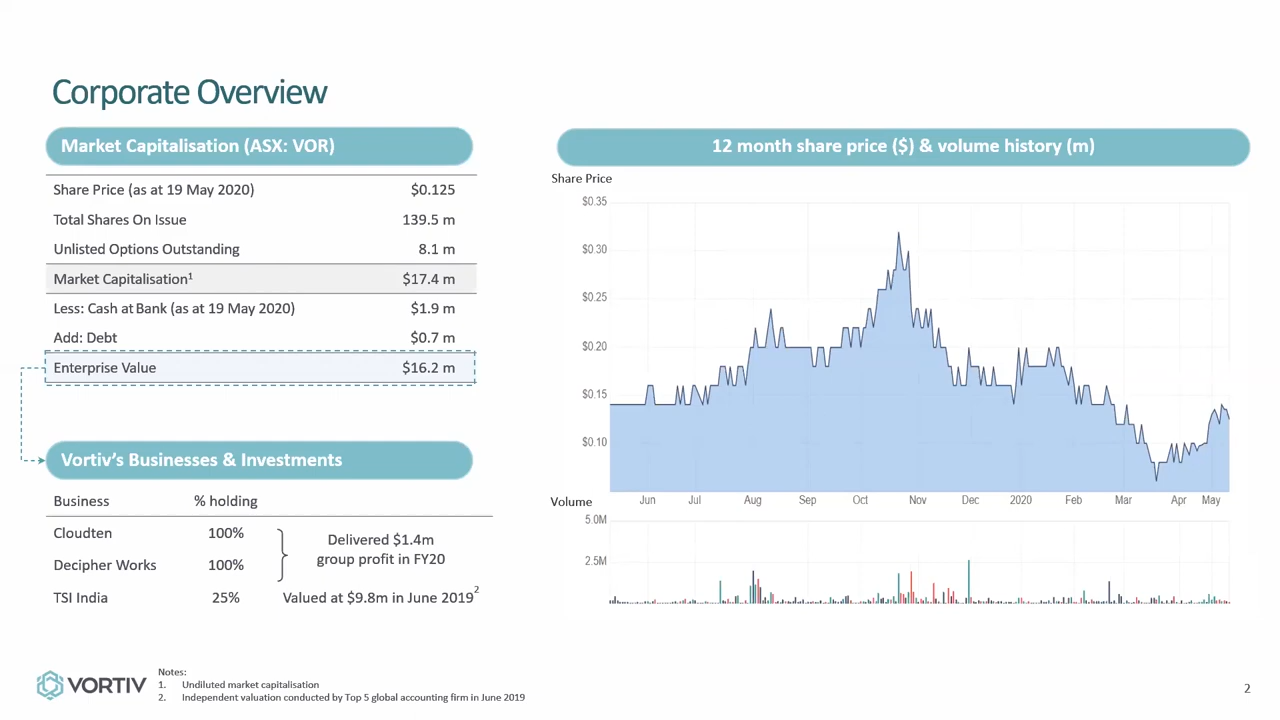 Corporate Overview
Market Capitalisation (ASX: VOR)
Share Price (as at 19 May 2020) $0.125
Total Shares On Issue 139.5 m
Unlisted Options Outstanding 8.1 m
Market Capitalisation¹ $17.4 m
Less: Cash at Bank (as at 19 May 2020) $1.9 m
Add: Debt $0.7 m
Enterprise Value $16.2 m
Vortiv's Businesses & Investments
Business % holding
Cloudten 100%
Decipher Works 100%
Delivered $1.4m
group profit in FY20
TSI India 25% Valued at $9.8m in June 2019²
12 month share price ($) & volume history (m)
Share Price
$0.35
$0.30
$0.25
$0.20
$0.15
$0.10
Jun Jul Aug Sep Oct Nov Dec 2020 Feb Mar Apr May
Volume
5.0M
2.5M
VORTIV
Notes:
1. Undiluted market capitalisation
2. Independent valuation conducted by Top 5 global accounting firm in June 2019
2